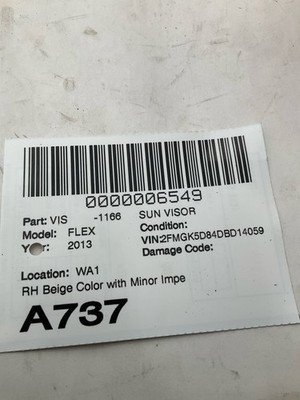 0000006549
Part: VIS -1166 SUN VISOR
Model: FLEX Condition:
Year: 2013 VIN:2FMGK5D84DBD14059
Damage Code:
Location: WA1
RH Beige Color with Minor Impe
A737